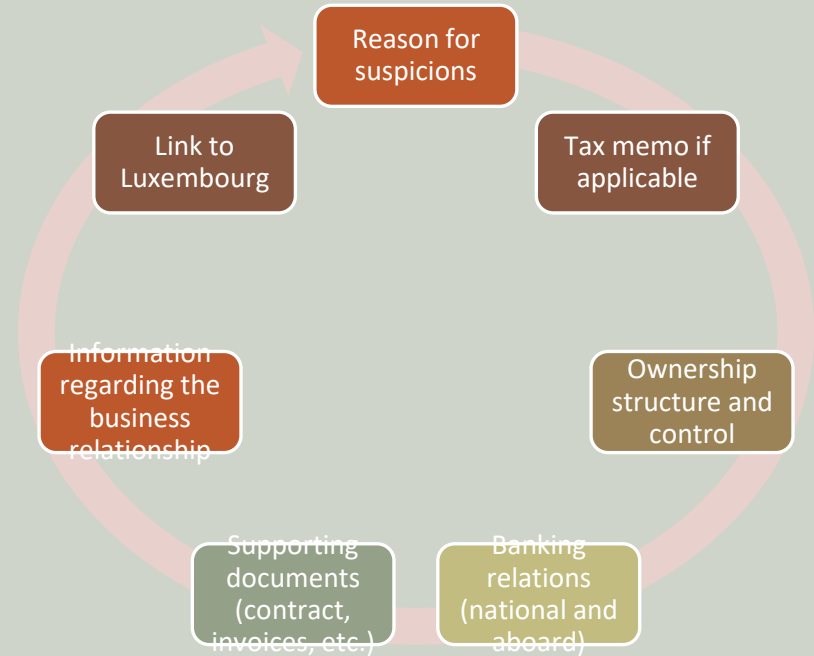 Reason for
suspicions
Tax memo if
applicable
Ownership
structure and
control
Banking
relations
(national and
aboard)
Supporting
documents
(contract,
invoices, etc.)
Information
regarding the
business
relationship
Link to
Luxembourg